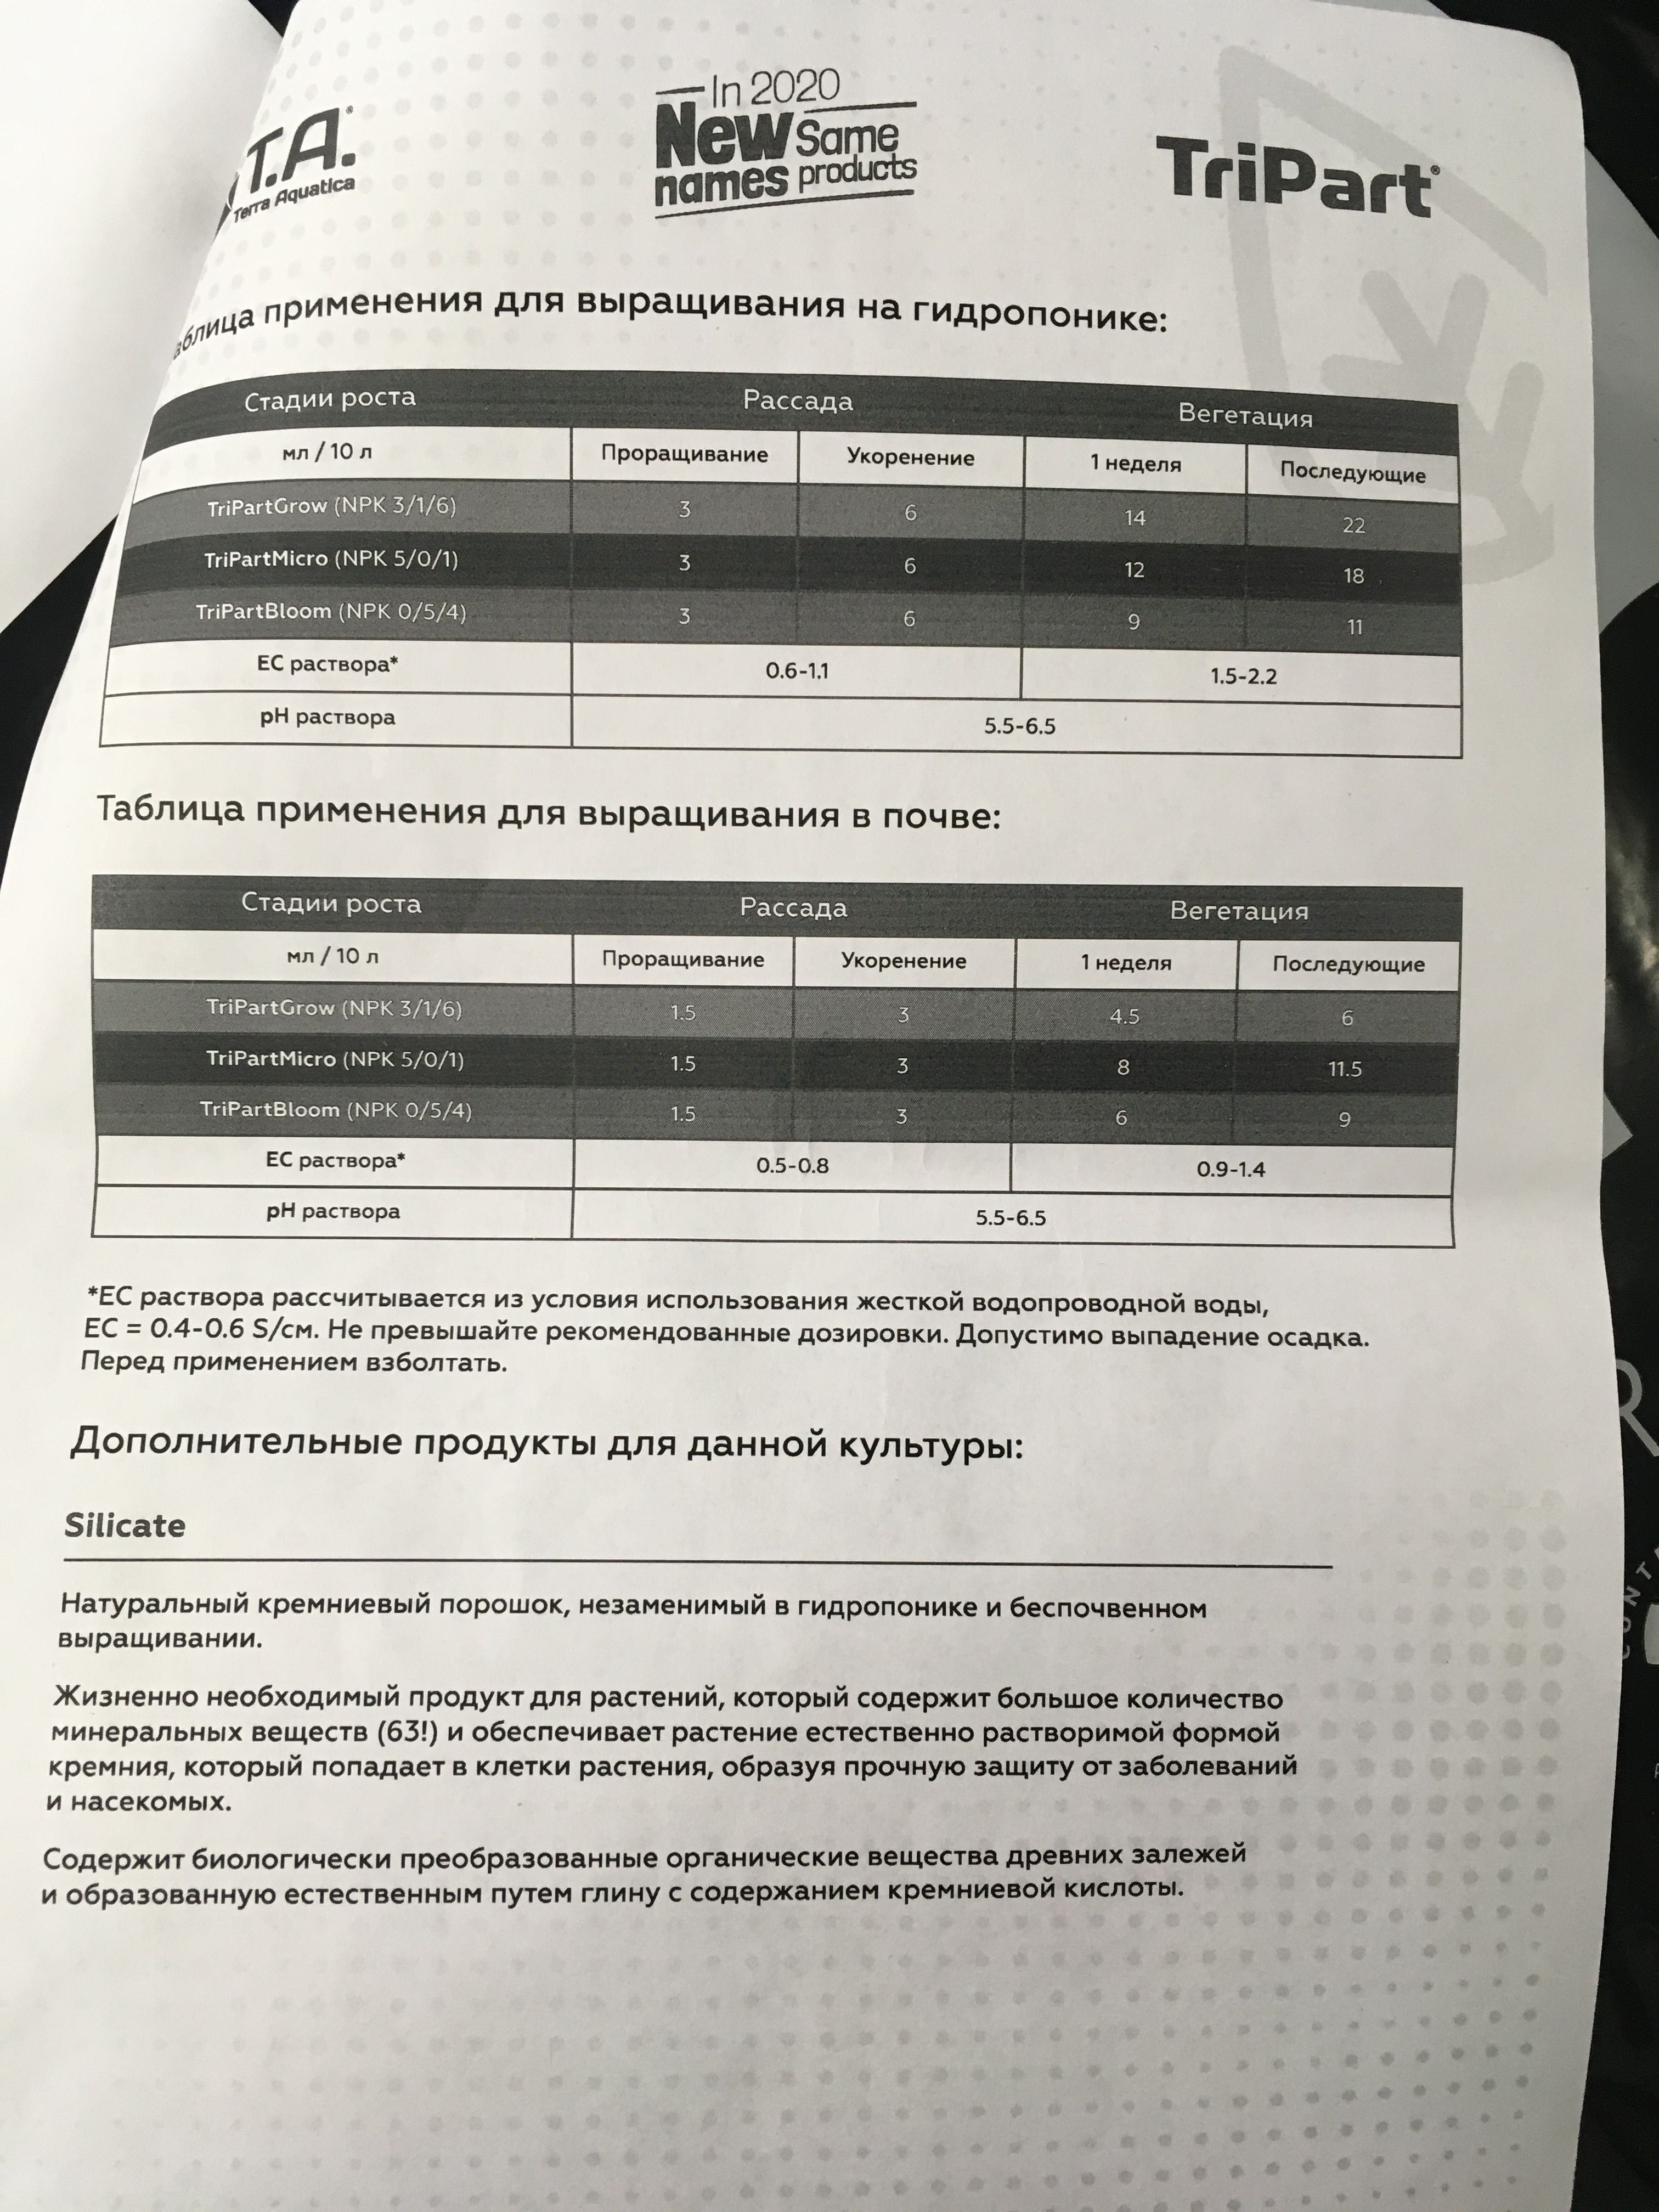 T.A.
Terra Aquatica
In 2020
New Same
names products
TriPart
аблица применения для выращивания на гидропонике:
Стадии роста Рассада Вегетация
мл / 10 л Проращивание Укоренение 1 неделя Последующие
TriPartGrow (NPK 3/1/6) 3 6 14 22
TriPartMicro (NPK 5/0/1) 3 6 12 18
TriPartBloom (NPK 0/5/4) 3 6 9 11
EC раствора* 0.6-1.1 1.5-2.2
pH раствора 5.5-6.5
Таблица применения для выращивания в почве:
Стадии роста Рассада Вегетация
мл / 10 л Проращивание Укоренение 1 неделя Последующие
TriPartGrow (NPK 3/1/6) 1.5 3 4.5 6
TriPartMicro (NPK 5/0/1) 1.5 3 8 11.5
TriPartBloom (NPK 0/5/4) 1.5 3 6 9
EC раствора* 0.5-0.8 0.9-1.4
pH раствора 5.5-6.5
*EC раствора рассчитывается из условия использования жесткой водопроводной воды,
EC = 0.4-0.6 S/см. Не превышайте рекомендованные дозировки. Допустимо выпадение осадка.
Перед применением взболтать.
Дополнительные продукты для данной культуры:
Silicate
Натуральный кремниевый порошок, незаменимый в гидропонике и беспочвенном
выращивании.
Жизненно необходимый продукт для растений, который содержит большое количество
минеральных веществ (63!) и обеспечивает растение естественно растворимой формой
кремния, который попадает в клетки растения, образуя прочную защиту от заболеваний
и насекомых.
Содержит биологически преобразованные органические вещества древних залежей
и образованную естественным путем глину с содержанием кремниевой кислоты.